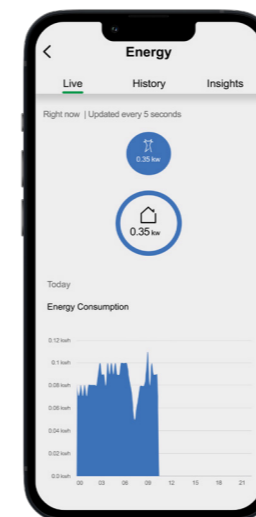 Energy
Live History Insights
Right now | Updated every 5 seconds
0.35 kw
0.35 kw
Today
Energy Consumption
0.12 kwh
0.1 kwh
0.08 kwh
0.06 kwh
0.04 kwh
0.02 kwh
0.0 kwh
00 03 06 09 12 15 18 21